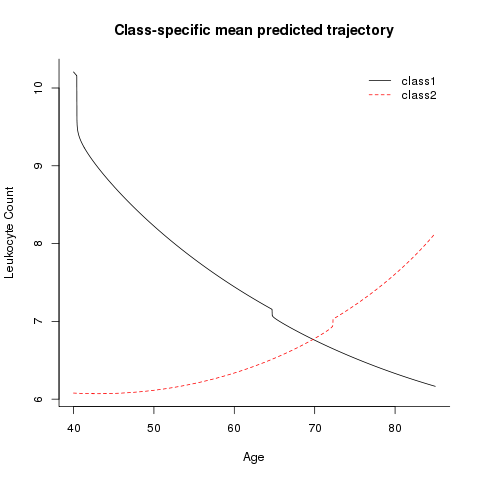 Class-specific mean predicted trajectory
class1
class2
Leukocyte Count
10
9
8
7
6
40 50 60 70 80
Age